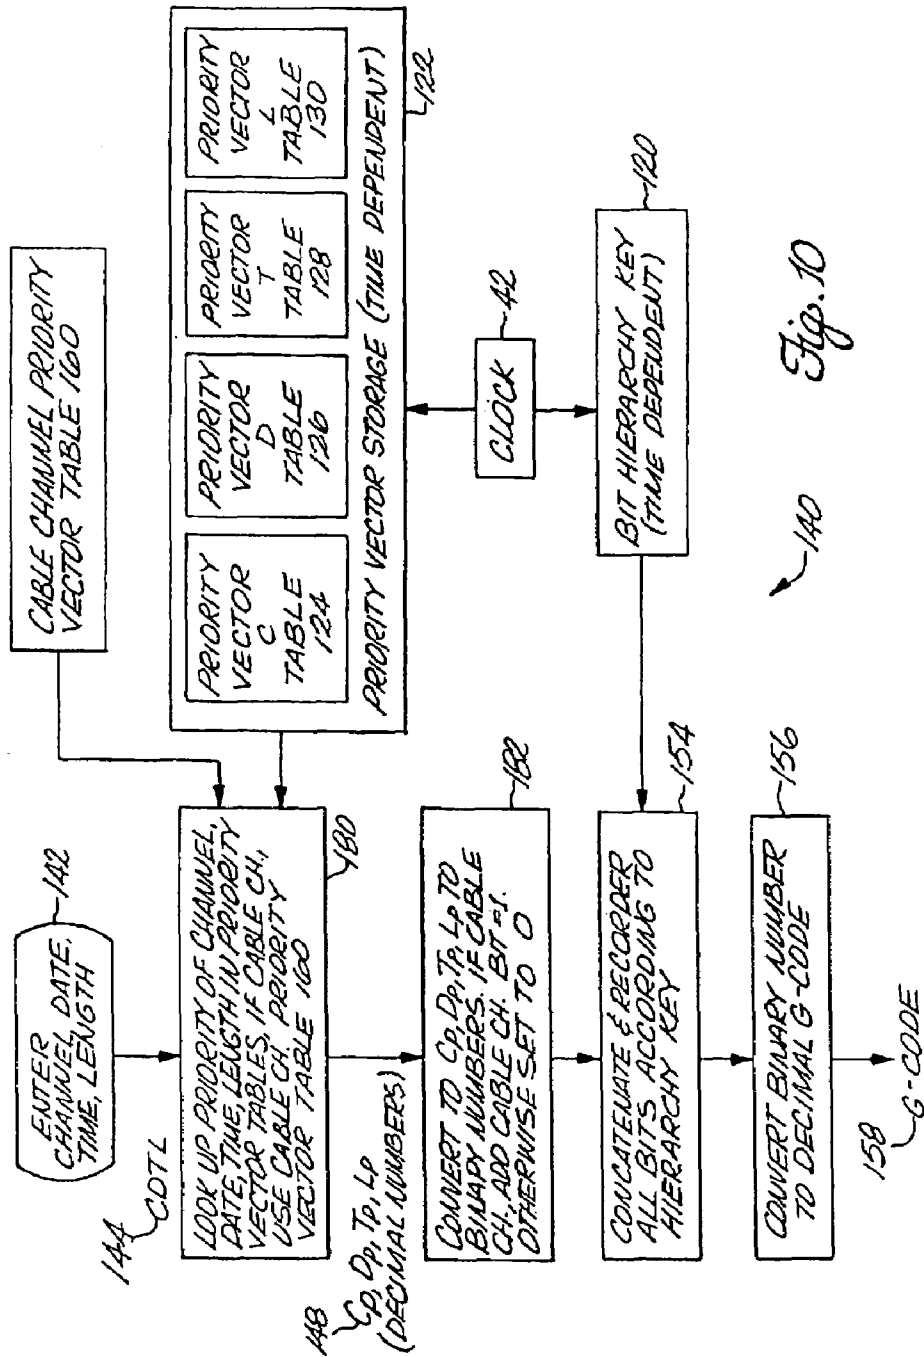 ENTER
CHANNEL, DATE,
TIME, LENGTH
142
144
CDTL
CABLE CHANNEL PRIORITY
VECTOR TABLE 160
LOOK UP PRIORITY OF CHANNEL,
DATE, TIME, LENGTH IN PRIORITY
VECTOR TABLES, IF CABLE CH.,
USE CABLE CH. PRIORITY
VECTOR TABLE 160
180
PRIORITY
VECTOR
C
TABLE
124
PRIORITY
VECTOR
D
TABLE
126
PRIORITY
VECTOR
T
TABLE
128
PRIORITY
VECTOR
L
TABLE
130
PRIORITY VECTOR STORAGE (TIME DEPENDENT)
122
148
Cp, Dp, Tp, Lp
(DECIMAL NUMBERS)
CONVERT TO Cp, Dp, Tp, Lp TO
BINARY NUMBERS. IF CABLE
CH., ADD CABLE CH. BIT =1.
OTHERWISE SET TO 0
182
CLOCK
42
CONCATENATE & RECORDER
ALL BITS ACCORDING TO
HIERARCHY KEY
154
BIT HIERARCHY KEY
(TIME DEPENDENT)
120
CONVERT BINARY NUMBER
TO DECIMAL G-CODE
156
158
G-CODE
140
Fig. 10